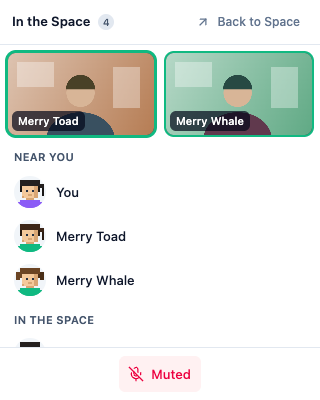 In the Space 4 Back to Space
Merry Toad Merry Whale
NEAR YOU
You
Merry Toad
Merry Whale
IN THE SPACE
Muted